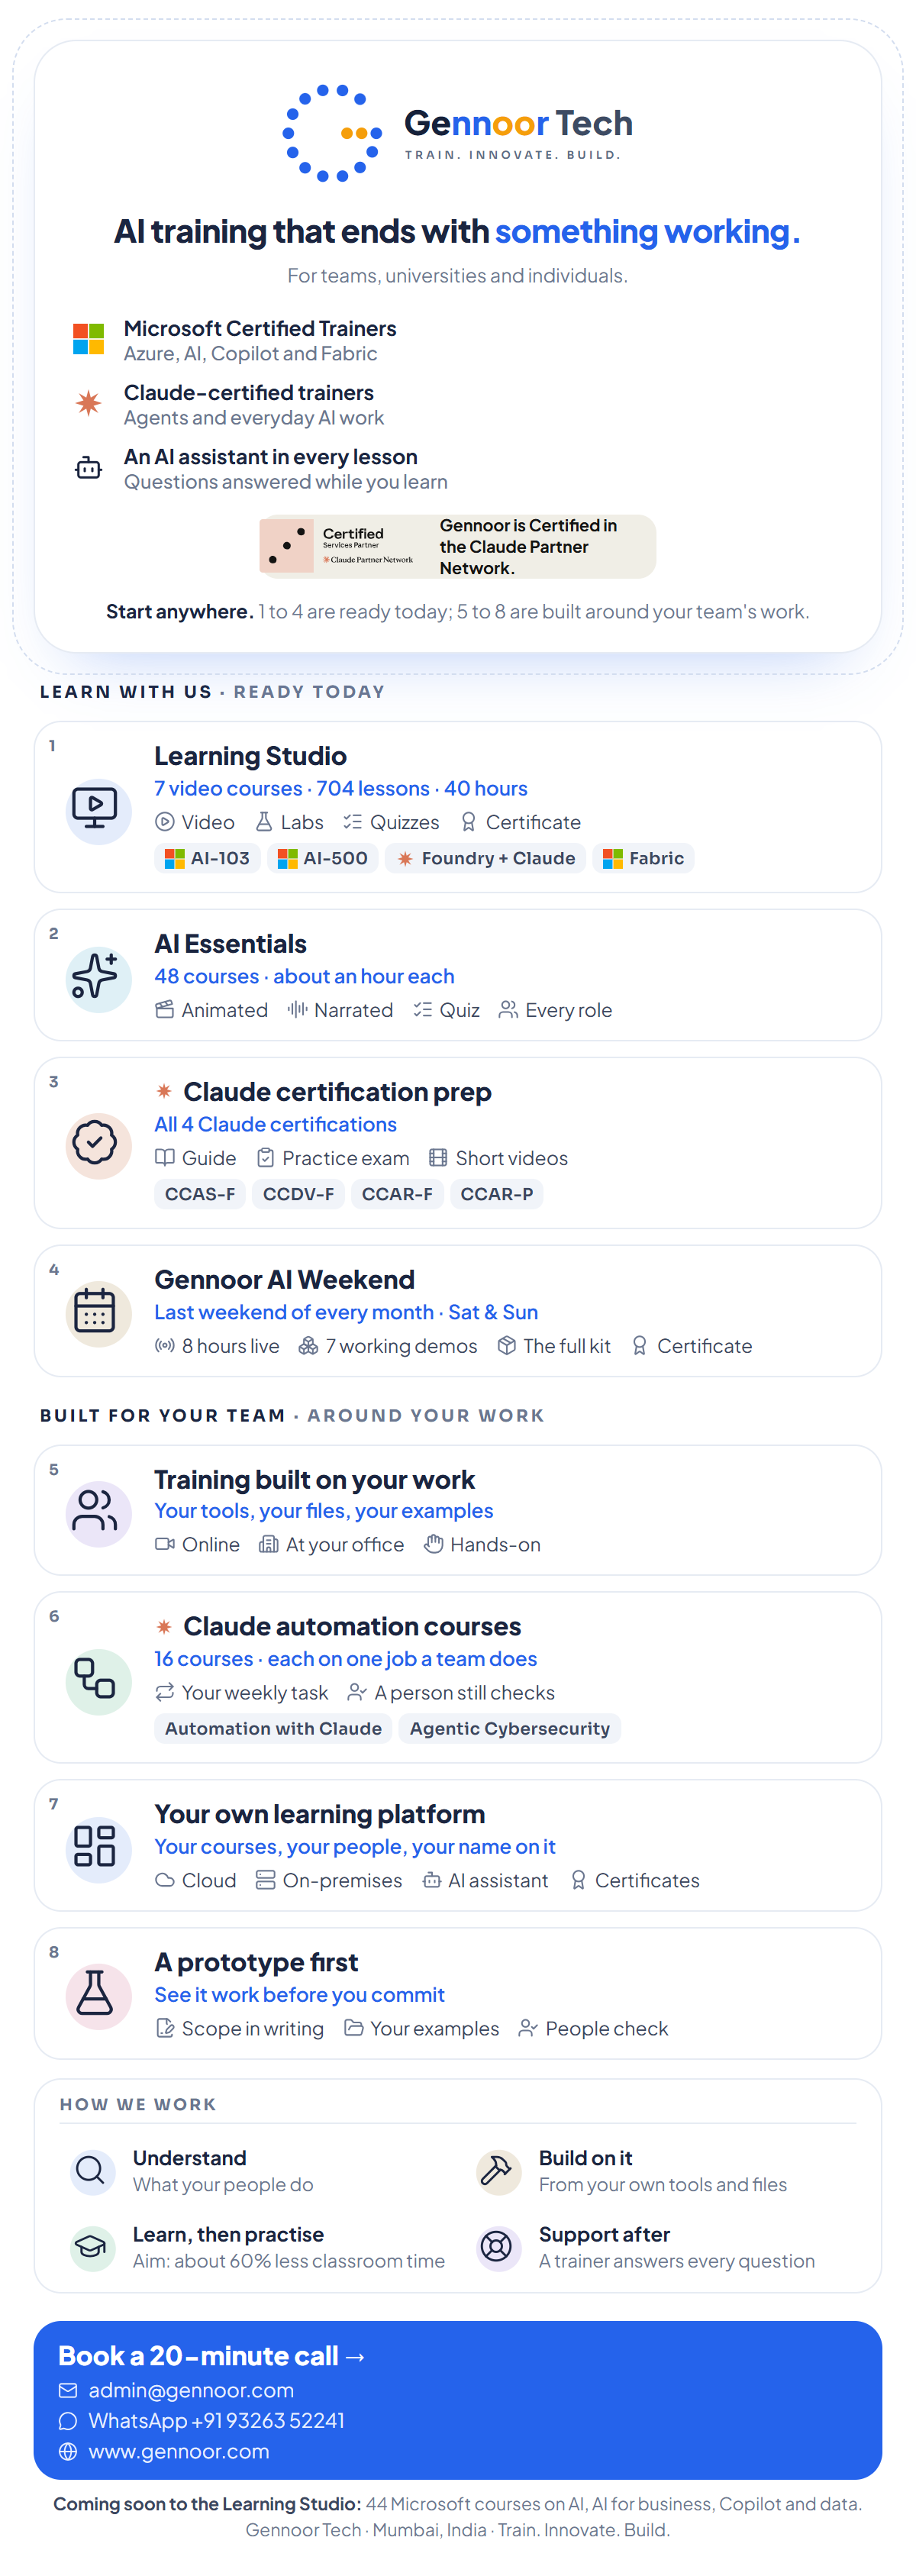 Gennoor Tech
TRAIN. INNOVATE. BUILD.
AI training that ends with something working.
For teams, universities and individuals.
Microsoft Certified Trainers
Azure, AI, Copilot and Fabric
Claude-certified trainers
Agents and everyday AI work
An AI assistant in every lesson
Questions answered while you learn
Certified
Services Partner
Claude Partner Network
Gennoor is Certified in
the Claude Partner
Network.
Start anywhere. 1 to 4 are ready today; 5 to 8 are built around your team's work.
LEARN WITH US · READY TODAY
1
Learning Studio
7 video courses · 704 lessons · 40 hours
Video Labs Quizzes Certificate
AI-103 AI-500 Foundry + Claude Fabric
2
AI Essentials
48 courses · about an hour each
Animated Narrated Quiz Every role
3
Claude certification prep
All 4 Claude certifications
Guide Practice exam Short videos
CCAS-F CCDV-F CCAR-F CCAR-P
4
Gennoor AI Weekend
Last weekend of every month · Sat & Sun
8 hours live 7 working demos The full kit Certificate
BUILT FOR YOUR TEAM · AROUND YOUR WORK
5
Training built on your work
Your tools, your files, your examples
Online At your office Hands-on
6
Claude automation courses
16 courses · each on one job a team does
Your weekly task A person still checks
Automation with Claude Agentic Cybersecurity
7
Your own learning platform
Your courses, your people, your name on it
Cloud On-premises AI assistant Certificates
8
A prototype first
See it work before you commit
Scope in writing Your examples People check
HOW WE WORK
Understand
What your people do
Build on it
From your own tools and files
Learn, then practise
Aim: about 60% less classroom time
Support after
A trainer answers every question
Book a 20-minute call →
admin@gennoor.com
WhatsApp +91 93263 52241
www.gennoor.com
Coming soon to the Learning Studio: 44 Microsoft courses on AI, AI for business, Copilot and data.
Gennoor Tech · Mumbai, India · Train. Innovate. Build.